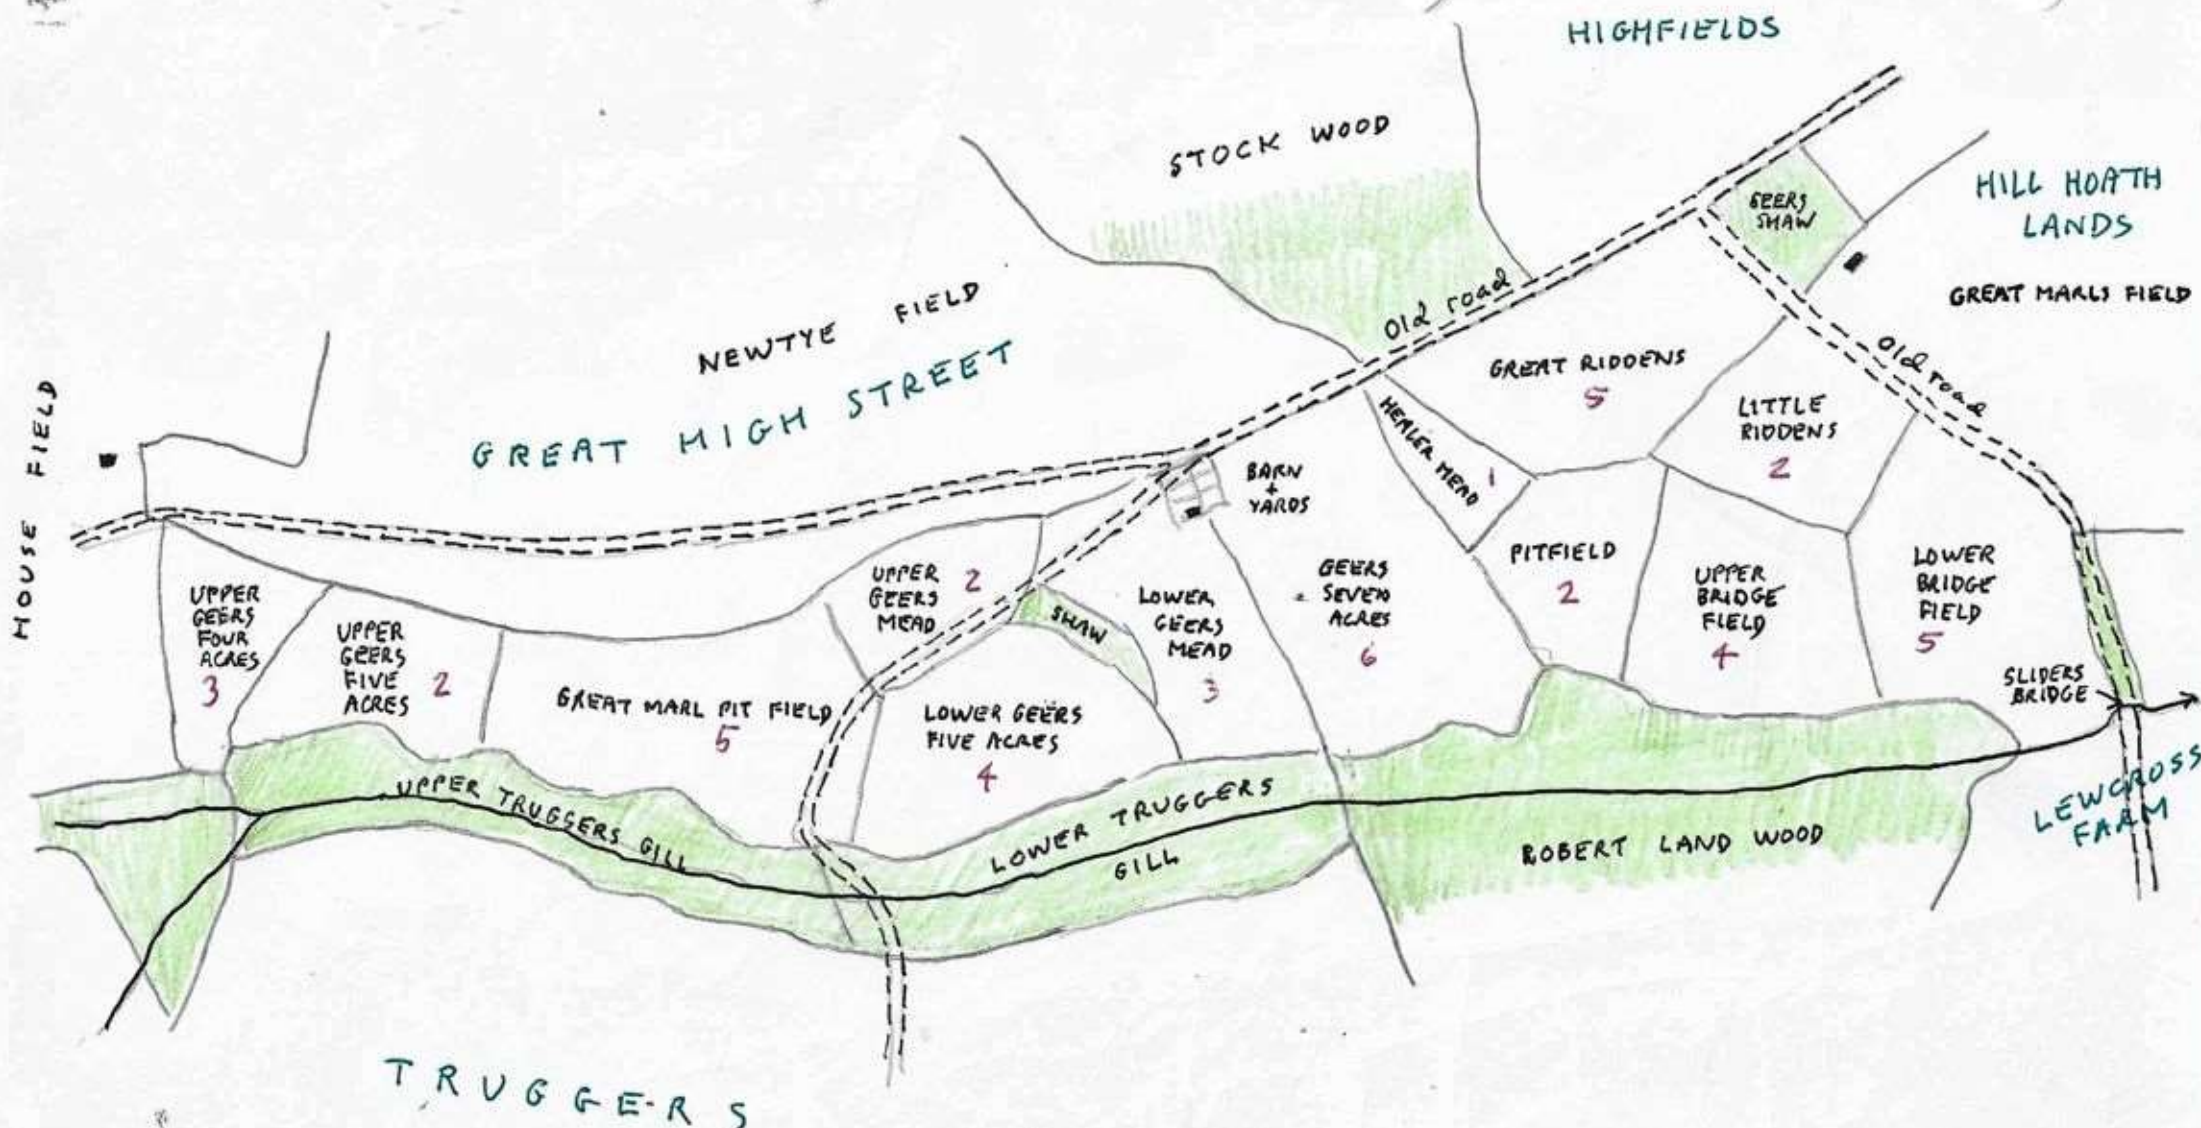 HIGHFIELDS
STOCK WOOD
HILL HOATH
LANDS
GEERS
SHAW
GREAT MARLS FIELD
NEWTYE FIELD
GREAT HIGH STREET
Old road
Old road
HOUSE FIELD
GREAT RIDDENS
5
LITTLE
RIDDENS
2
HEMLER MEAD
1
BARN
+
YARDS
UPPER
GEERS
FOUR
ACRES
3
UPPER
GEERS
FIVE
ACRES
2
GREAT MARL PIT FIELD
5
UPPER
GEERS
MEAD
2
SHAW
LOWER
GEERS
MEAD
3
LOWER GEERS
FIVE ACRES
4
GEERS
SEVEN
ACRES
6
PITFIELD
2
UPPER
BRIDGE
FIELD
4
LOWER
BRIDGE
FIELD
5
SLIDERS
BRIDGE
LEWCROSS
FARM
UPPER TRUGGERS GILL
LOWER TRUGGERS
GILL
ROBERT LAND WOOD
TRUGGERS